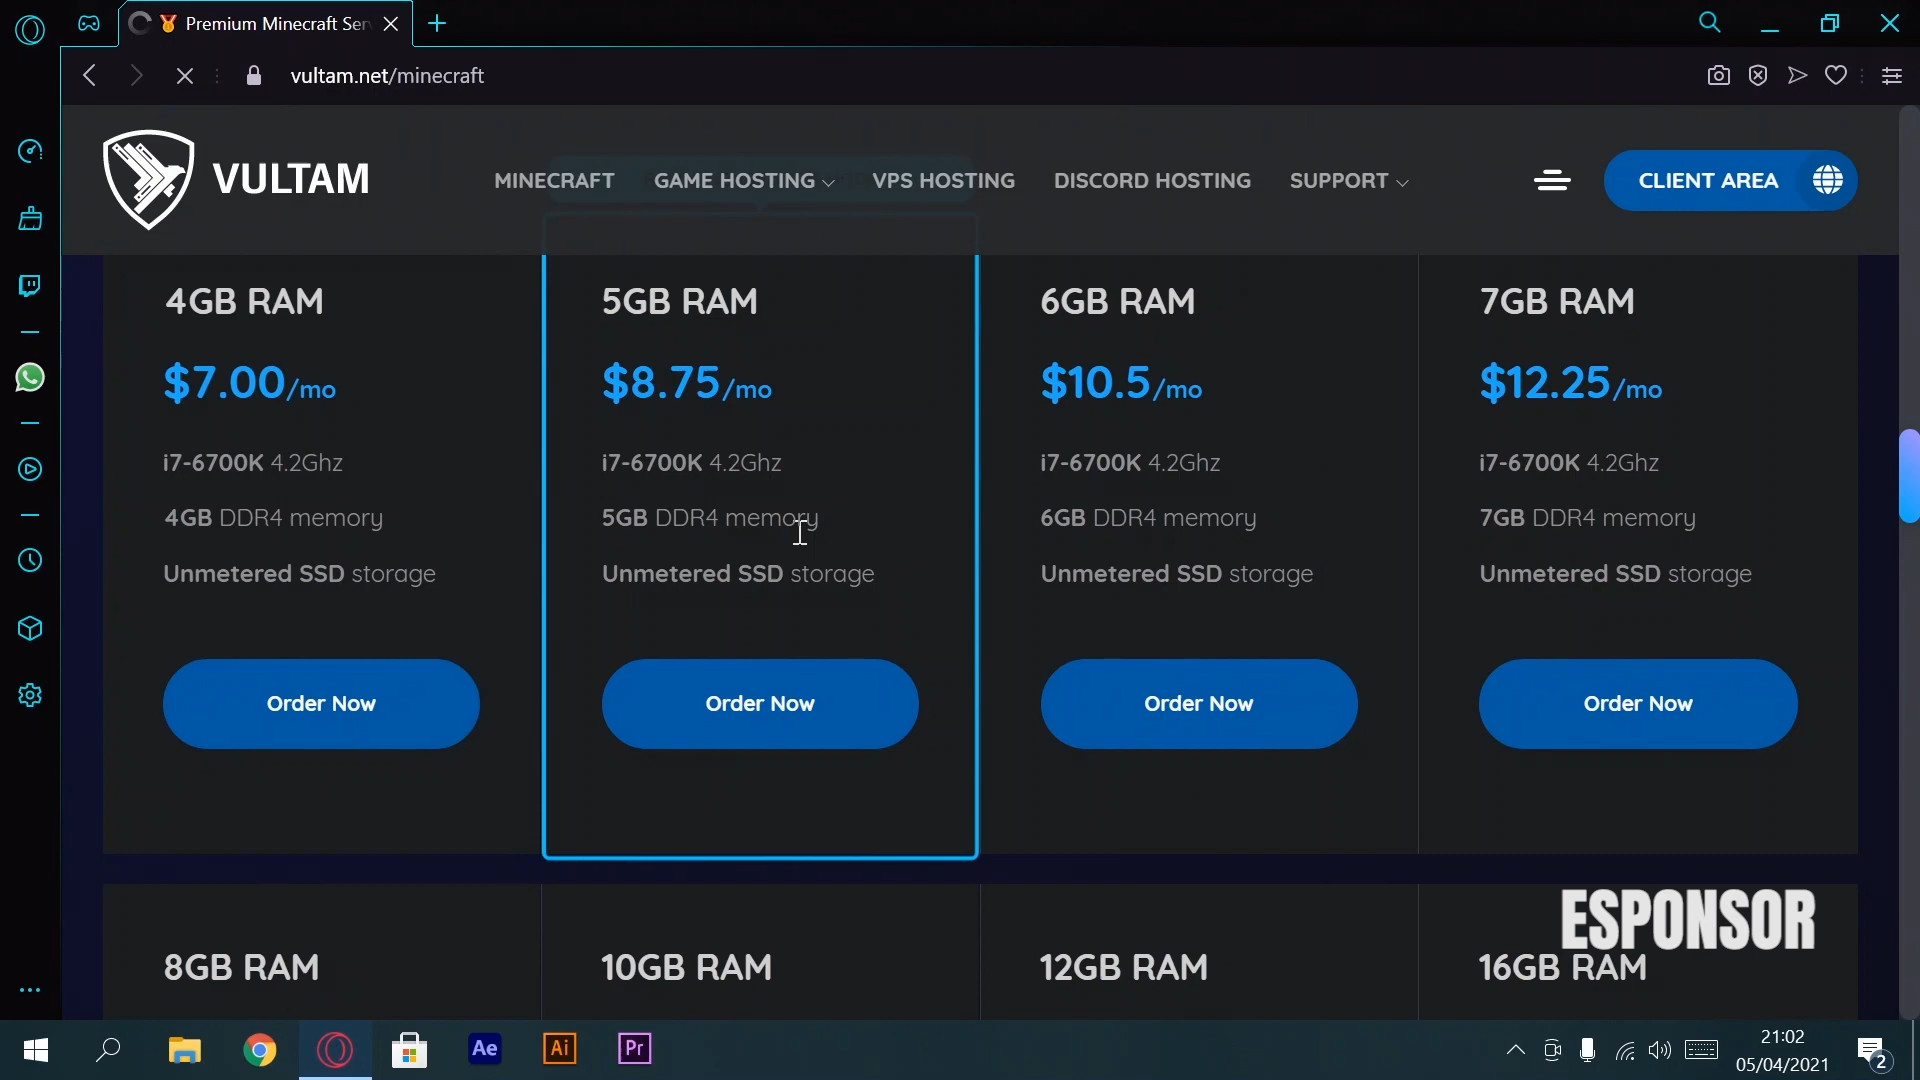 Premium Minecraft Ser
vultam.net/minecraft
VULTAM
MINECRAFT
GAME HOSTING
VPS HOSTING
DISCORD HOSTING
SUPPORT
CLIENT AREA
4GB RAM
$7.00/mo
i7-6700K 4.2Ghz
4GB DDR4 memory
Unmetered SSD storage
Order Now
5GB RAM
$8.75/mo
i7-6700K 4.2Ghz
5GB DDR4 memory
Unmetered SSD storage
Order Now
6GB RAM
$10.5/mo
i7-6700K 4.2Ghz
6GB DDR4 memory
Unmetered SSD storage
Order Now
7GB RAM
$12.25/mo
i7-6700K 4.2Ghz
7GB DDR4 memory
Unmetered SSD storage
Order Now
8GB RAM
10GB RAM
12GB RAM
16GB RAM
ESPONSOR
Ae
Ai
Pr
21:02
05/04/2021
2